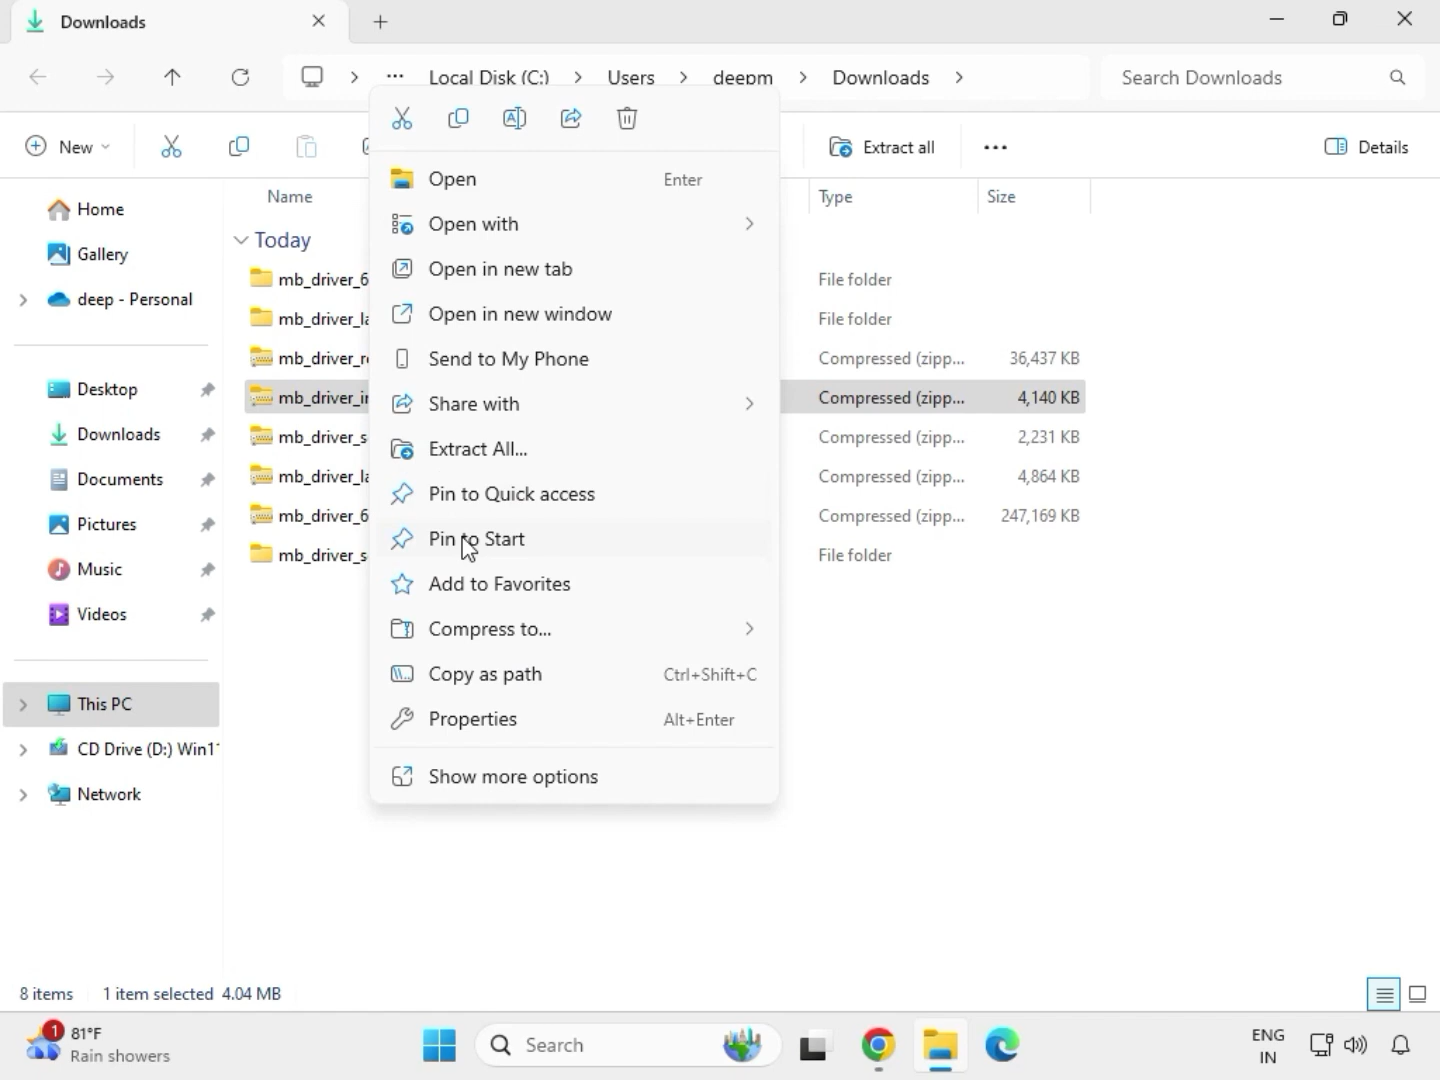 Downloads
Local Disk (C:) Users deepm Downloads
Search Downloads
New
Extract all
Details
Name
Type
Size
Home
Gallery
deep - Personal
Desktop
Downloads
Documents
Pictures
Music
Videos
This PC
CD Drive (D:) Win11
Network
Today
mb_driver_6
File folder
mb_driver_la
File folder
mb_driver_r
Compressed (zipp... 36,437 KB
mb_driver_i
Compressed (zipp... 4,140 KB
mb_driver_s
Compressed (zipp... 2,231 KB
mb_driver_la
Compressed (zipp... 4,864 KB
mb_driver_6
Compressed (zipp... 247,169 KB
mb_driver_s
File folder
Open Enter
Open with
Open in new tab
Open in new window
Send to My Phone
Share with
Extract All...
Pin to Quick access
Pin to Start
Add to Favorites
Compress to...
Copy as path Ctrl+Shift+C
Properties Alt+Enter
Show more options
8 items 1 item selected 4.04 MB
1
81°F
Rain showers
Search
ENG
IN